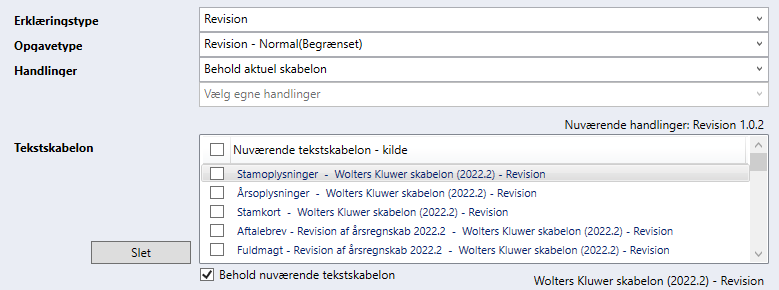 Erklæringstype Revision
Opgavetype Revision - Normal(Begrænset)
Handlinger Behold aktuel skabelon
Vælg egne handlinger
Nuværende handlinger: Revision 1.0.2
Tekstskabelon Nuværende tekstskabelon - kilde
Stamoplysninger - Wolters Kluwer skabelon (2022.2) - Revision
Årsoplysninger - Wolters Kluwer skabelon (2022.2) - Revision
Stamkort - Wolters Kluwer skabelon (2022.2) - Revision
Aftalebrev - Revision af årsregnskab 2022.2 - Wolters Kluwer skabelon (2022.2) - Revision
Slet Fuldmagt - Revision af årsregnskab 2022.2 - Wolters Kluwer skabelon (2022.2) - Revision
Behold nuværende tekstskabelon
Wolters Kluwer skabelon (2022.2) - Revision